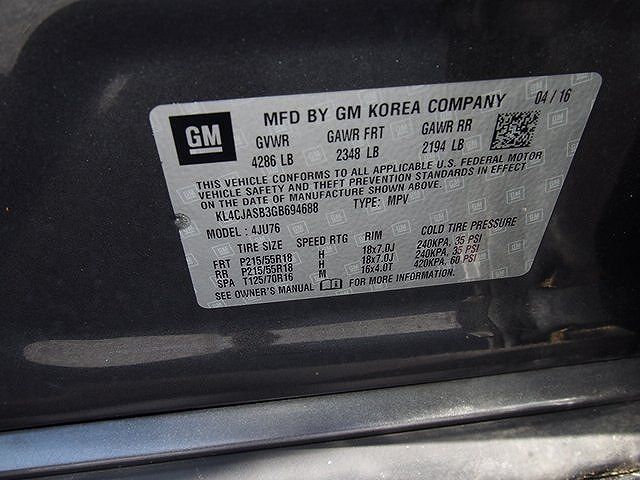 GM
MFD BY GM KOREA COMPANY 04 / 16
GVWR GAWR FRT GAWR RR
4286 LB 2348 LB 2194 LB
THIS VEHICLE CONFORMS TO ALL APPLICABLE U.S. FEDERAL MOTOR
VEHICLE SAFETY AND THEFT PREVENTION STANDARDS IN EFFECT
ON THE DATE OF MANUFACTURE SHOWN ABOVE.
KL4CJASB3GB694688 TYPE: MPV
MODEL : 4JU76
TIRE SIZE SPEED RTG RIM COLD TIRE PRESSURE
FRT P215/55R18 H 18x7.0J 240KPA, 35 PSI
RR P215/55R18 H 18x7.0J 240KPA, 35 PSI
SPA T125/70R16 M 16x4.0T 420KPA, 60 PSI
SEE OWNER'S MANUAL FOR MORE INFORMATION.